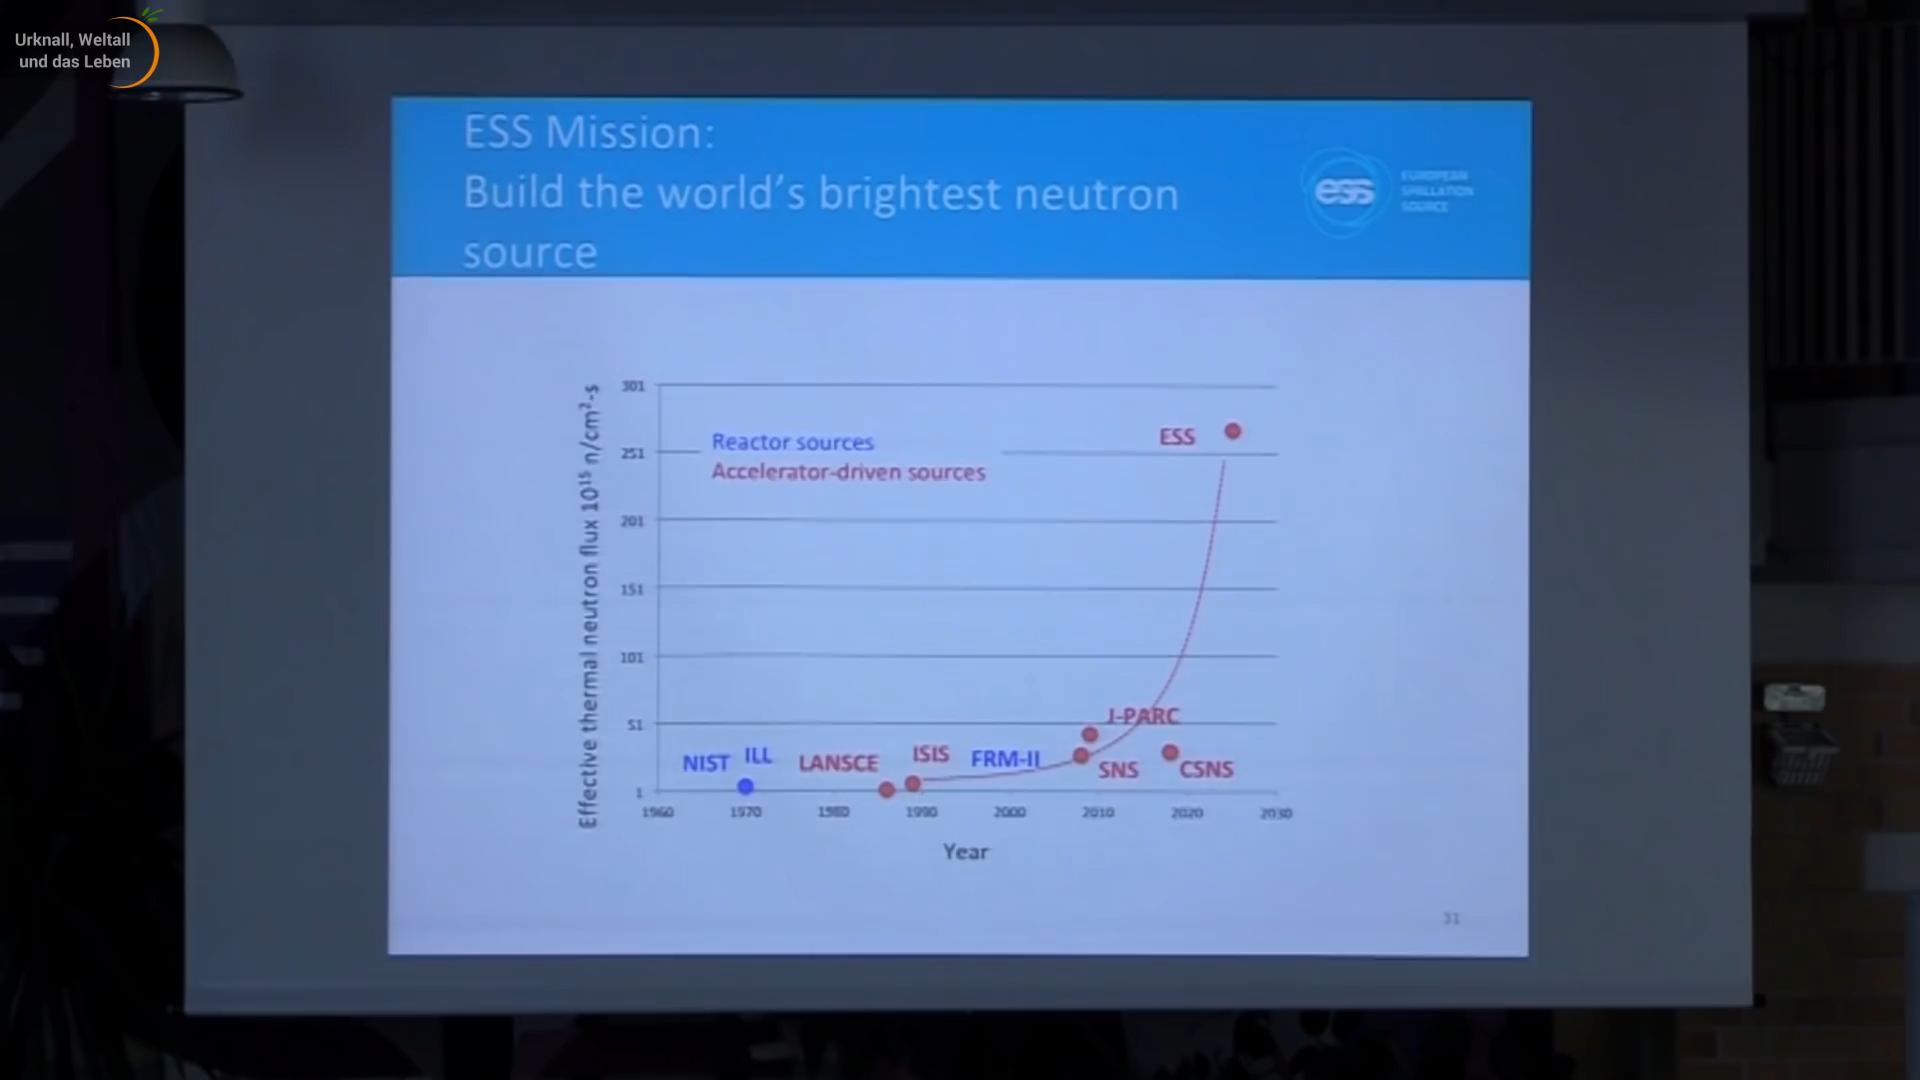 Urknall, Weltall
und das Leben
ESS Mission:
Build the world's brightest neutron
source
ess
EUROPEAN
SPALLATION
SOURCE
Effective thermal neutron flux 10¹⁵ n/cm²-s
301
251
201
151
101
51
1
Reactor sources
Accelerator-driven sources
ESS
J-PARC
NIST
ILL
LANSCE
ISIS
FRM-II
SNS
CSNS
1960 1970 1980 1990 2000 2010 2020 2030
Year
31